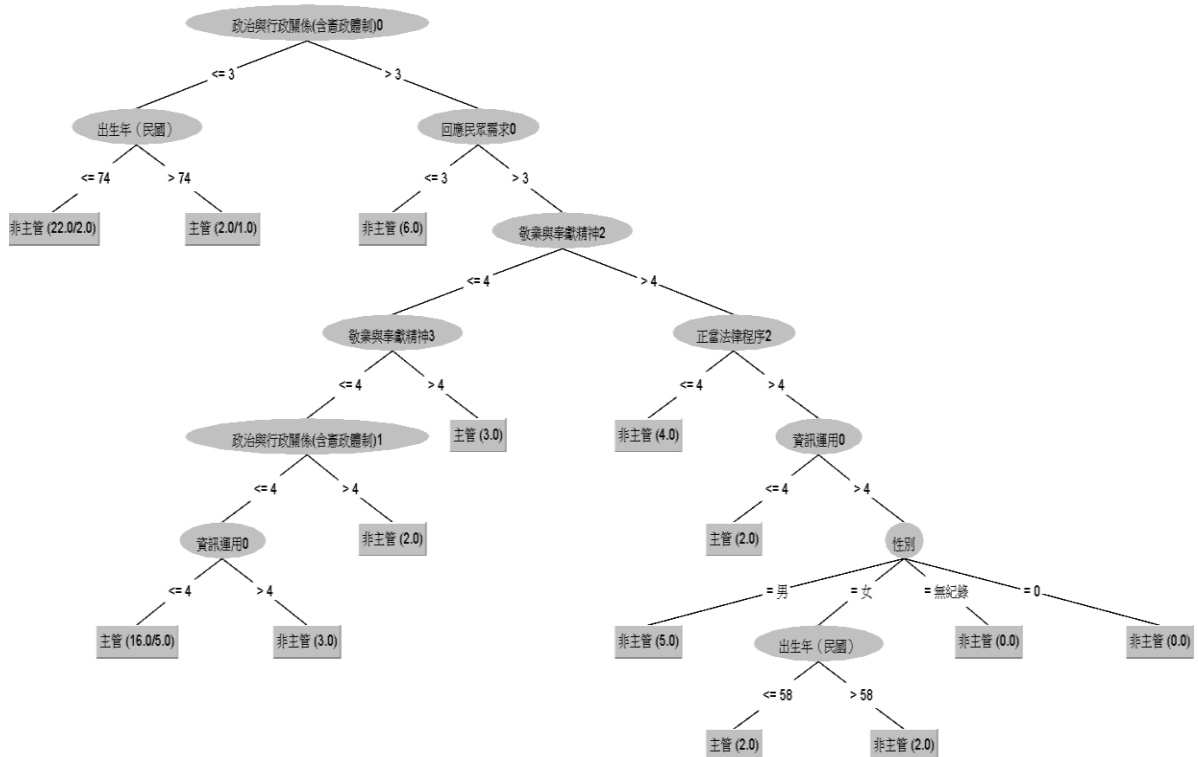 政治與行政關係(含憲政體制)0
<= 3
> 3
出生年（民國）
回應民眾需求0
<= 74
> 74
<= 3
> 3
非主管 (22.0/2.0)
主管 (2.0/1.0)
非主管 (6.0)
敬業與奉獻精神2
<= 4
> 4
敬業與奉獻精神3
正當法律程序2
<= 4
> 4
<= 4
> 4
政治與行政關係(含憲政體制)1
主管 (3.0)
非主管 (4.0)
資訊運用0
<= 4
> 4
<= 4
> 4
資訊運用0
非主管 (2.0)
主管 (2.0)
性別
<= 4
> 4
= 男
= 女
= 無紀錄
= 0
主管 (16.0/5.0)
非主管 (3.0)
非主管 (5.0)
出生年（民國）
非主管 (0.0)
非主管 (0.0)
<= 58
> 58
主管 (2.0)
非主管 (2.0)